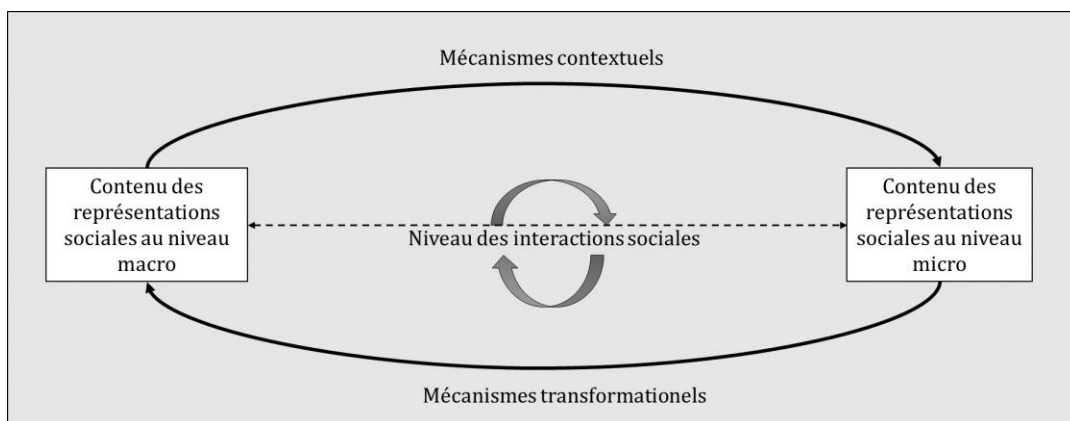 Mécanismes contextuels
Contenu des
représentations
sociales au niveau
macro
Niveau des interactions sociales
Contenu des
représentations
sociales au niveau
micro
Mécanismes transformationels